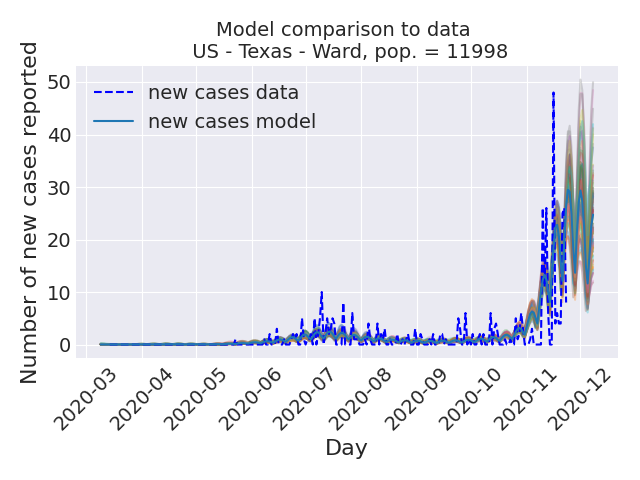 Model comparison to data
US - Texas - Ward, pop. = 11998
Number of new cases reported
50
40
30
20
10
0
new cases data
new cases model
2020-03
2020-04
2020-05
2020-06
2020-07
2020-08
2020-09
2020-10
2020-11
2020-12
Day